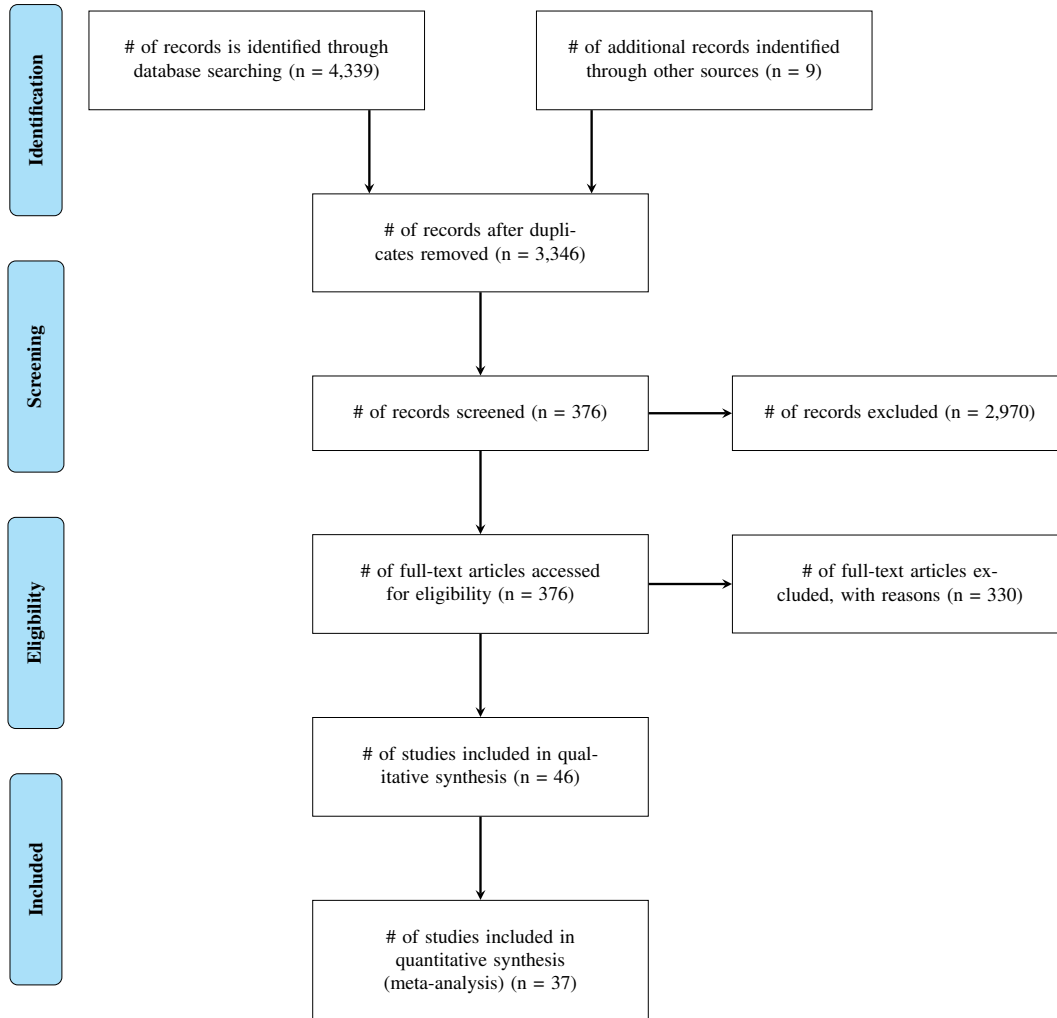 Identification
# of records is identified through
database searching (n = 4,339)
# of additional records indentified
through other sources (n = 9)
# of records after dupli-
cates removed (n = 3,346)
Screening
# of records screened (n = 376)
# of records excluded (n = 2,970)
Eligibility
# of full-text articles accessed
for eligibility (n = 376)
# of full-text articles ex-
cluded, with reasons (n = 330)
# of studies included in qual-
itative synthesis (n = 46)
Included
# of studies included in
quantitative synthesis
(meta-analysis) (n = 37)